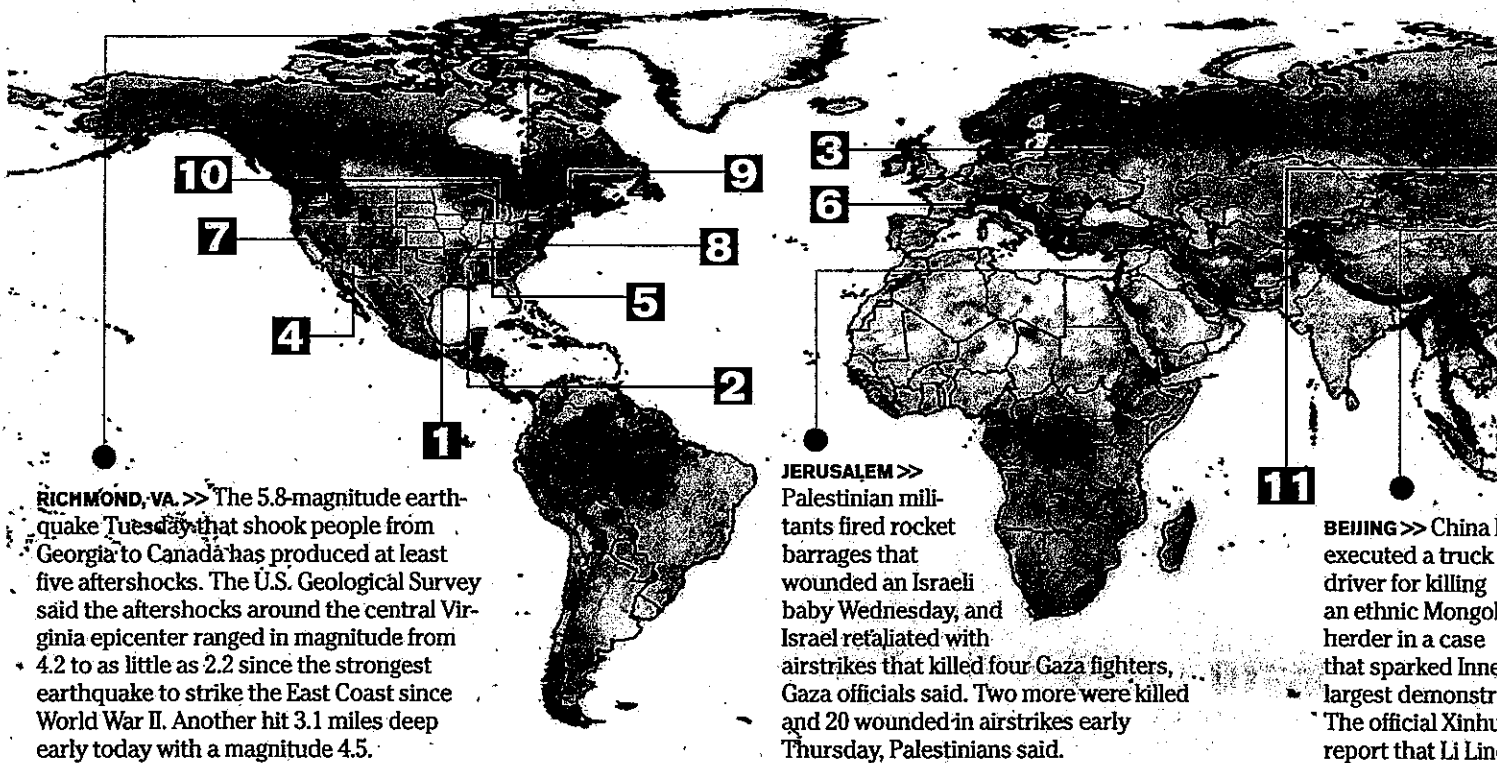 10
9
3
6
7
8
5
4
2
1
11
RICHMOND, VA. >> The 5.8-magnitude earth-
quake Tuesday that shook people from
Georgia to Canada has produced at least
five aftershocks. The U.S. Geological Survey
said the aftershocks around the central Vir-
ginia epicenter ranged in magnitude from
4.2 to as little as 2.2 since the strongest
earthquake to strike the East Coast since
World War II. Another hit 3.1 miles deep
early today with a magnitude 4.5.
JERUSALEM >>
Palestinian mili-
tants fired rocket
barrages that
wounded an Israeli
baby Wednesday, and
Israel retaliated with
airstrikes that killed four Gaza fighters,
Gaza officials said. Two more were killed
and 20 wounded in airstrikes early
Thursday, Palestinians said.
BEIJING >> China
executed a truck
driver for killing
an ethnic Mongol
herder in a case
that sparked Inne
largest demonstr
The official Xinhu
report that Li Lin